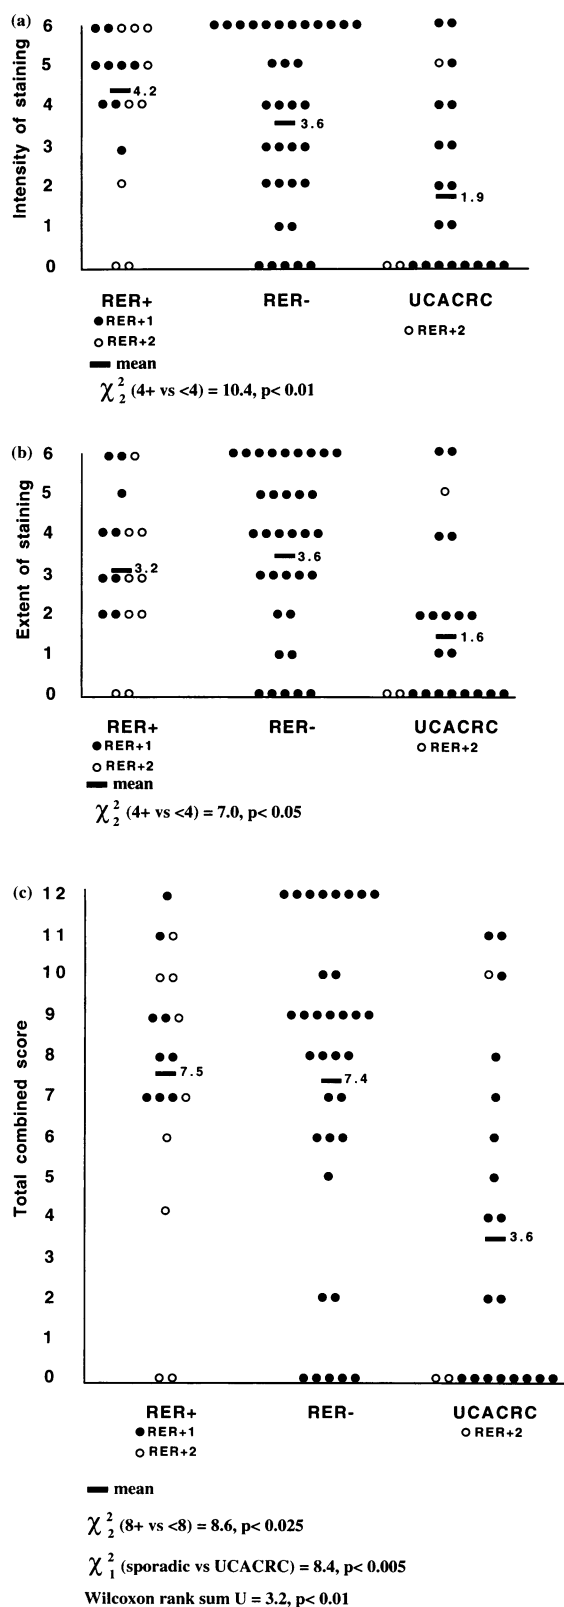 (a)
Intensity of staining
6
5
4.2
4
3.6
3
2
1.9
1
0
RER+ RER- UCACRC
RER+1
RER+2 RER+2
mean
χ²₂ (4+ vs <4) = 10.4, p< 0.01
(b)
Extent of staining
6
5
4
3.2 3.6
3
2
1.6
1
0
RER+ RER- UCACRC
RER+1 RER+2
RER+2
mean
χ²₂ (4+ vs <4) = 7.0, p< 0.05
(c)
Total combined score
12
11
10
9
8
7.5 7.4
7
6
5
4
3.6
3
2
1
0
RER+ RER- UCACRC
RER+1 RER+2
RER+2
mean
χ²₂ (8+ vs <8) = 8.6, p< 0.025
χ²₁ (sporadic vs UCACRC) = 8.4, p< 0.005
Wilcoxon rank sum U = 3.2, p< 0.01